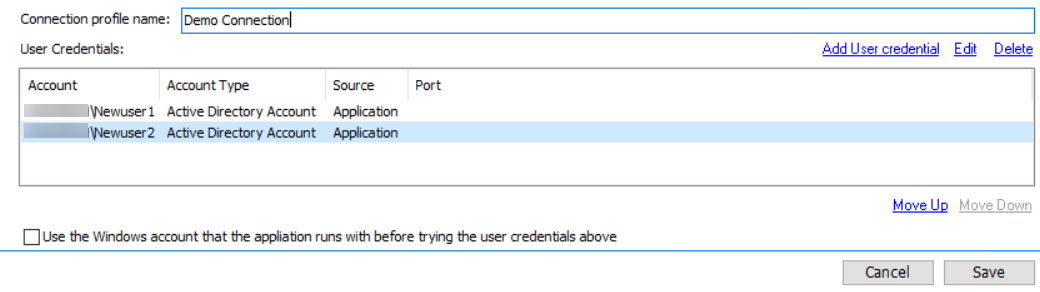 Connection profile name: Demo Connection
User Credentials: Add User credential Edit Delete
Account Account Type Source Port
\Newuser1 Active Directory Account Application
\Newuser2 Active Directory Account Application
Move Up Move Down
Use the Windows account that the appliation runs with before trying the user credentials above
Cancel Save